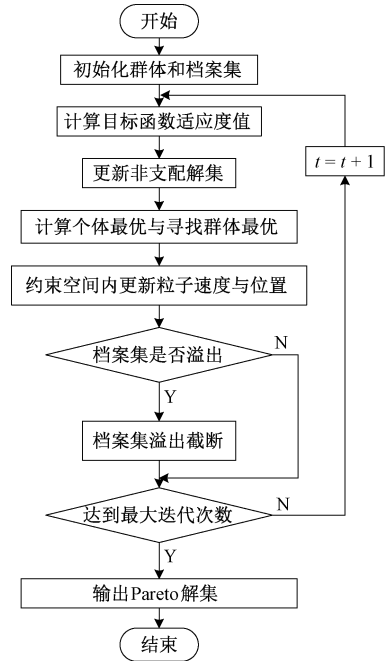 开始
初始化群体和档案集
计算目标函数适应度值
t = t + 1
更新非支配解集
计算个体最优与寻找群体最优
约束空间内更新粒子速度与位置
档案集是否溢出
N
Y
档案集溢出截断
达到最大迭代次数
N
Y
输出Pareto解集
结束